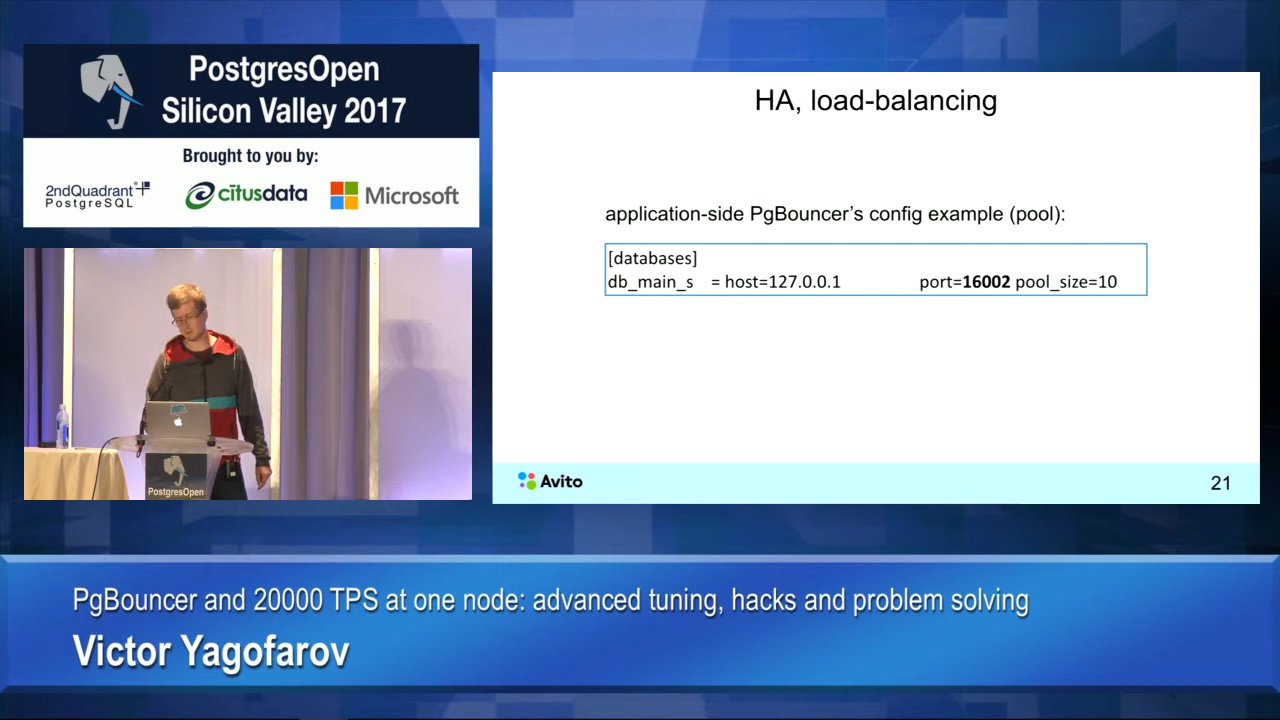 PostgresOpen
Silicon Valley 2017
Brought to you by:
2ndQuadrant
PostgreSQL
citusdata
Microsoft
PostgresOpen
HA, load-balancing
application-side PgBouncer’s config example (pool):
[databases]
db_main_s = host=127.0.0.1 port=16002 pool_size=10
Avito
21
PgBouncer and 20000 TPS at one node: advanced tuning, hacks and problem solving
Victor Yagofarov